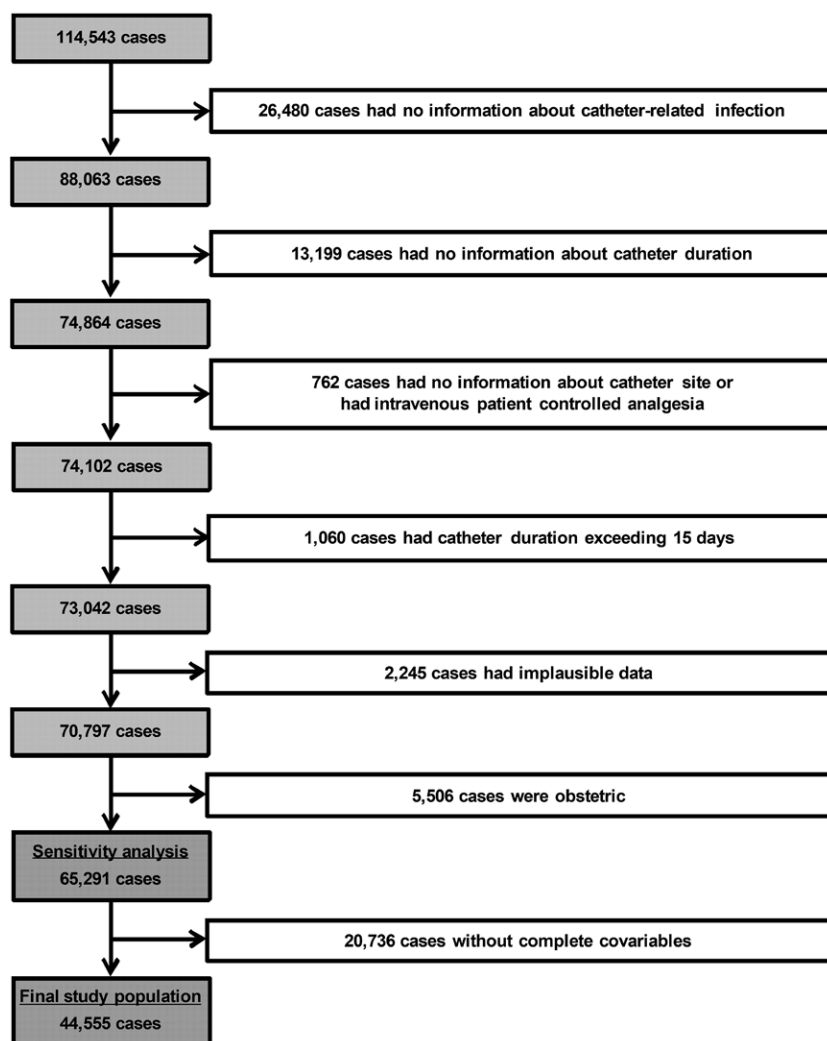 114,543 cases
26,480 cases had no information about catheter-related infection
88,063 cases
13,199 cases had no information about catheter duration
74,864 cases
762 cases had no information about catheter site or
had intravenous patient controlled analgesia
74,102 cases
1,060 cases had catheter duration exceeding 15 days
73,042 cases
2,245 cases had implausible data
70,797 cases
5,506 cases were obstetric
Sensitivity analysis
65,291 cases
20,736 cases without complete covariables
Final study population
44,555 cases